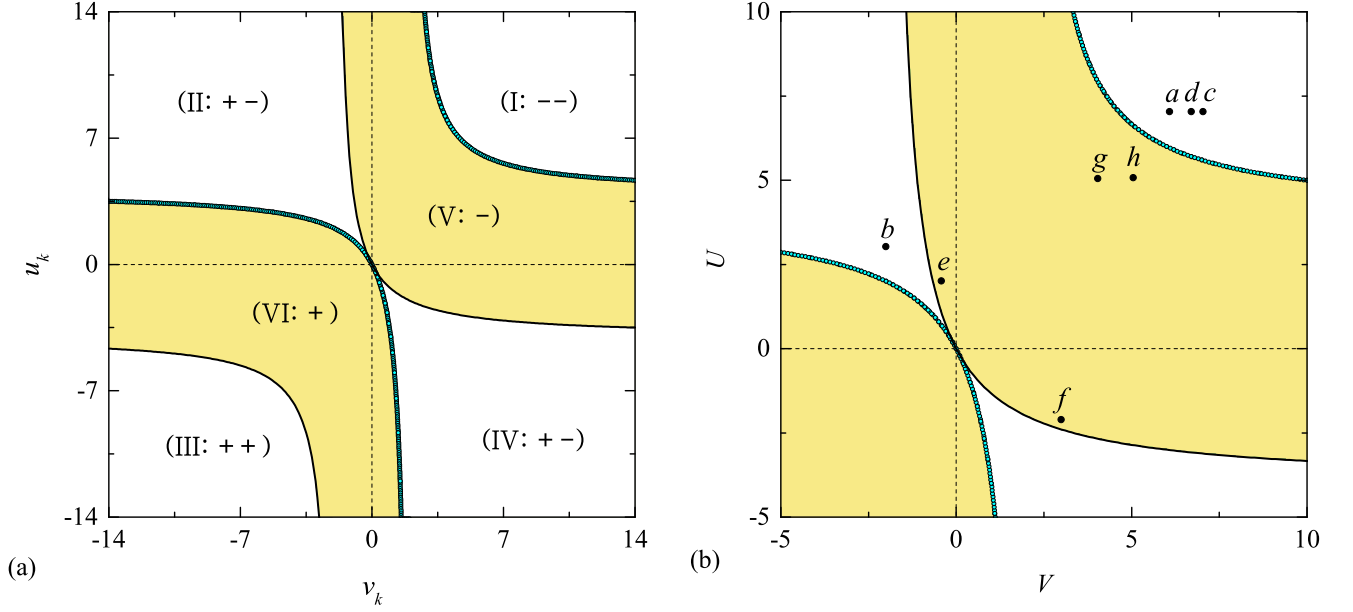 14
7
0
-7
-14
u_k
(II: + -)
(I: --)
(V: -)
(VI: +)
(III: ++)
(IV: + -)
-14
-7
0
7
14
v_k
(a)
10
5
0
-5
U
a d c
g h
b
e
f
-5
0
5
10
V
(b)